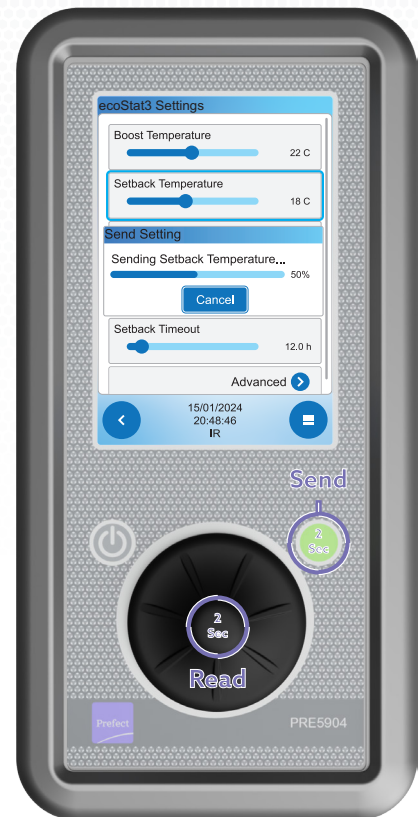 ecoStat3 Settings
Boost Temperature
22 C
Setback Temperature
18 C
Send Setting
Sending Setback Temperature...
50%
Cancel
Setback Timeout
12.0 h
Advanced
15/01/2024
20:48:46
IR
Send
2
Sec
2
Sec
Read
Prefect
PRE5904